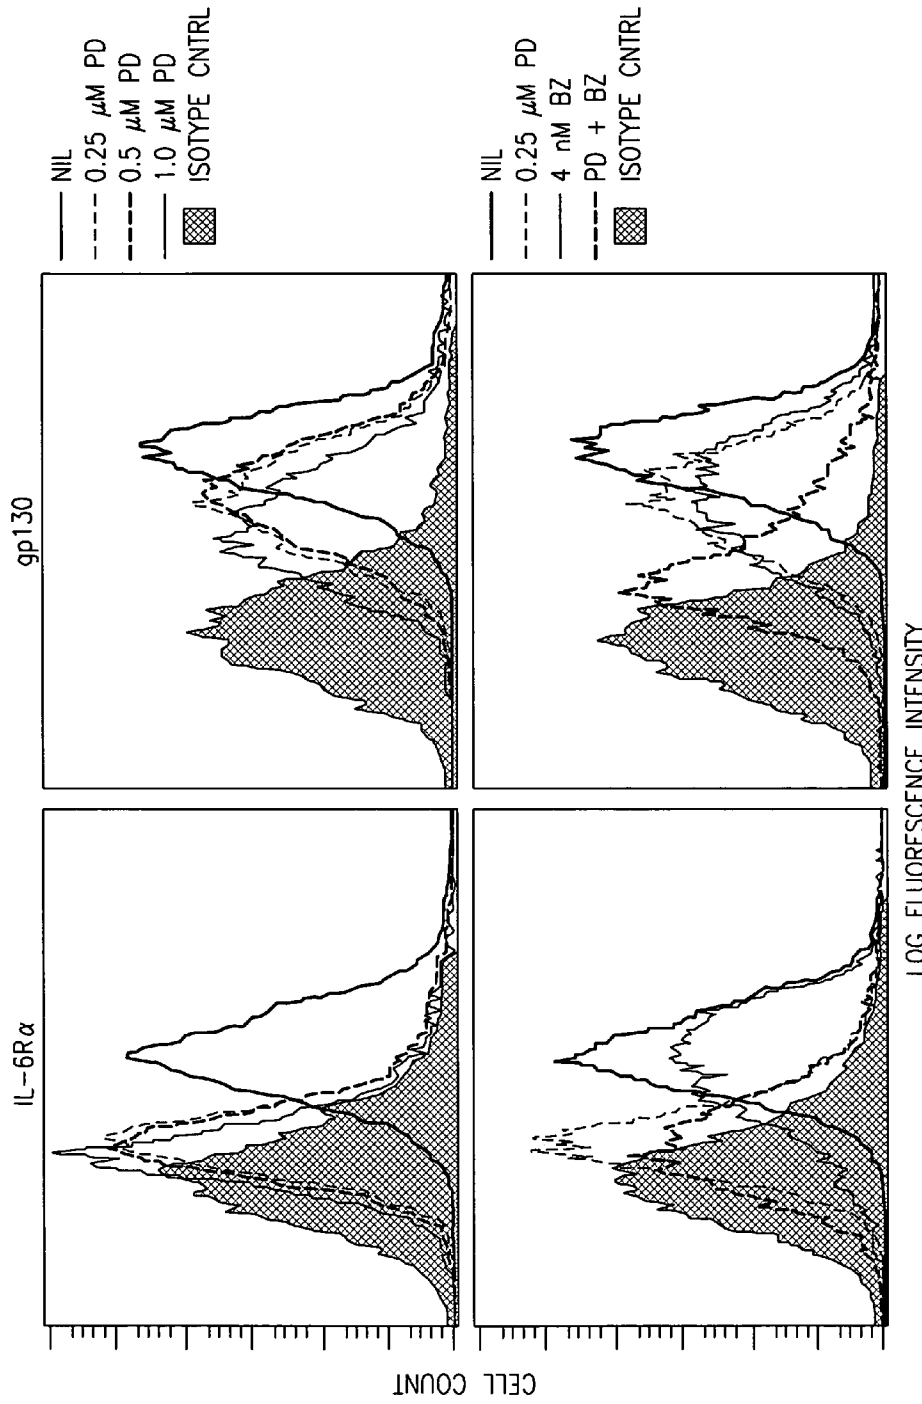 IL-6Rα
gp130
NIL
0.25 μM PD
0.5 μM PD
1.0 μM PD
ISOTYPE CNTRL
NIL
0.25 μM PD
4 nM BZ
PD + BZ
ISOTYPE CNTRL
CELL COUNT
LOG FLUORESCENCE INTENSITY